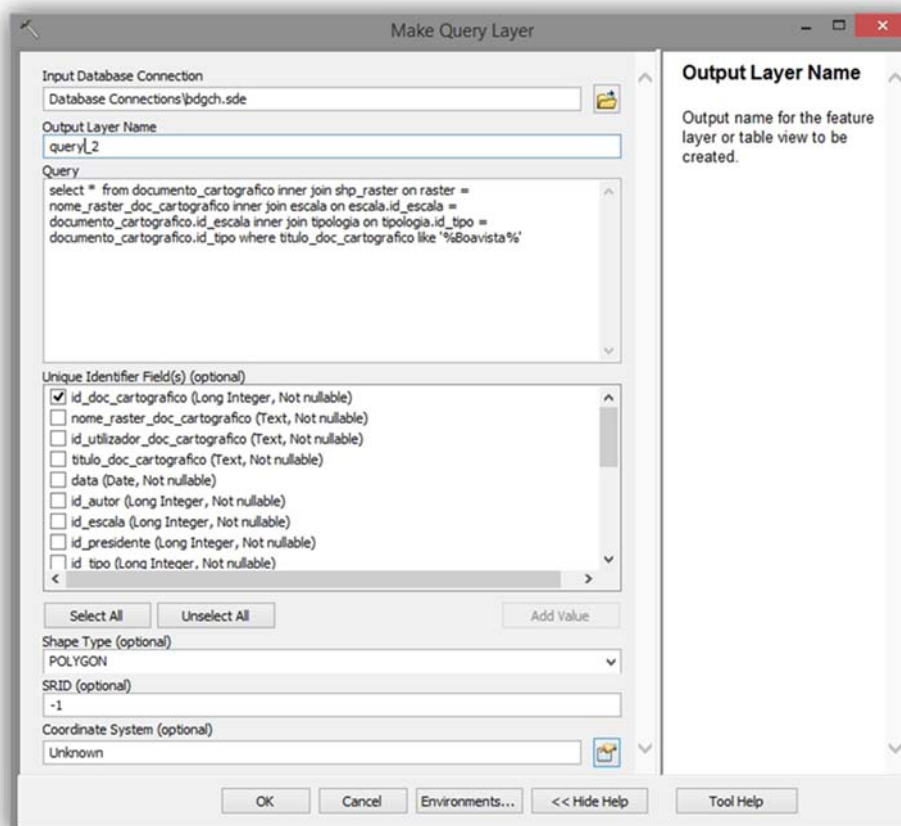 Make Query Layer
Input Database Connection
Database Connections\bdgch.sde
Output Layer Name
query_2
Query
select * from documento_cartografico inner join shp_raster on raster =
nome_raster_doc_cartografico inner join escala on escala.id_escala =
documento_cartografico.id_escala inner join tipologia on tipologia.id_tipo =
documento_cartografico.id_tipo where titulo_doc_cartografico like '%Boavista%'
Unique Identifier Field(s) (optional)
id_doc_cartografico (Long Integer, Not nullable)
nome_raster_doc_cartografico (Text, Not nullable)
id_utilizador_doc_cartografico (Text, Not nullable)
titulo_doc_cartografico (Text, Not nullable)
data (Date, Not nullable)
id_autor (Long Integer, Not nullable)
id_escala (Long Integer, Not nullable)
id_presidente (Long Integer, Not nullable)
id_tipo (Long Integer, Not nullable)
Select All Unselect All Add Value
Shape Type (optional)
POLYGON
SRID (optional)
-1
Coordinate System (optional)
Unknown
OK Cancel Environments... << Hide Help Tool Help
Output Layer Name
Output name for the feature
layer or table view to be
created.